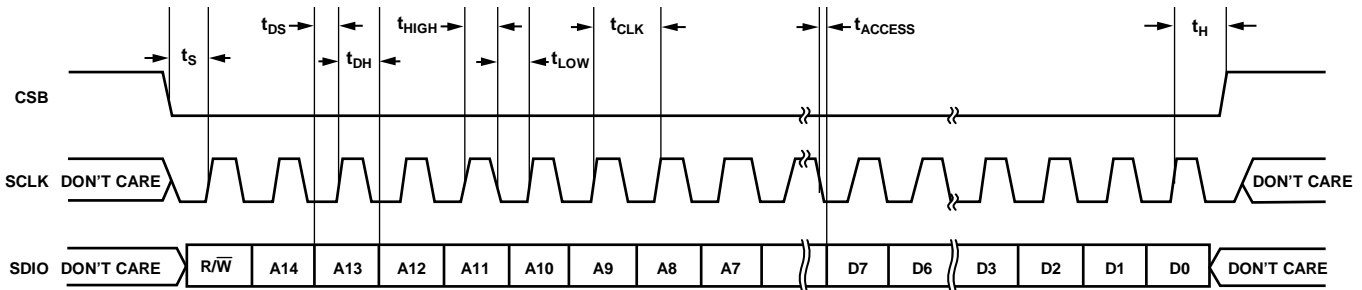 tDS
tHIGH
tCLK
tACCESS
tH
tS
tDH
tLOW
CSB
SCLK DON'T CARE DON'T CARE
SDIO DON'T CARE R/W̅ A14 A13 A12 A11 A10 A9 A8 A7 D7 D6 D3 D2 D1 D0 DON'T CARE